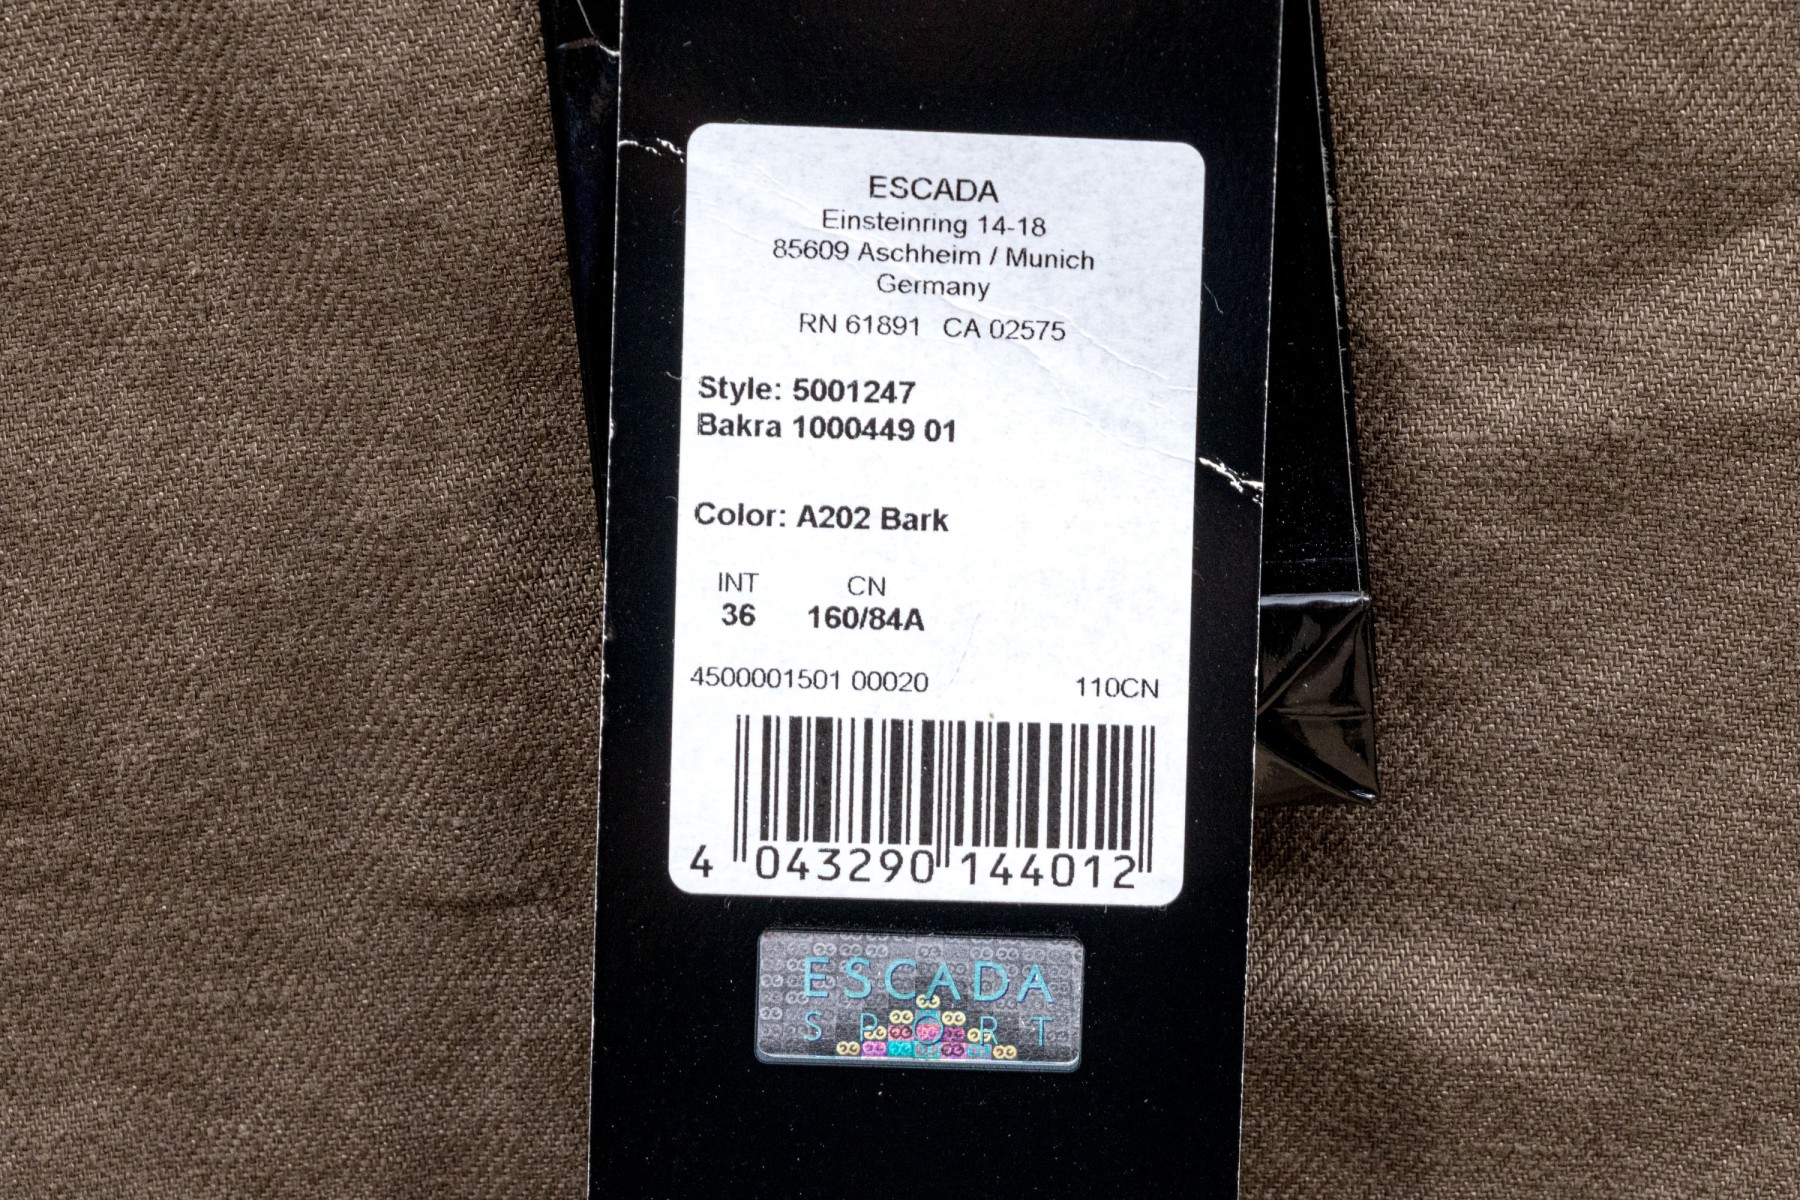 ESCADA
Einsteinring 14-18
85609 Aschheim / Munich
Germany
RN 61891 CA 02575
Style: 5001247
Bakra 1000449 01
Color: A202 Bark
INT CN
36 160/84A
4500001501 00020 110CN
4 043290 144012
ESCADA
SPORT